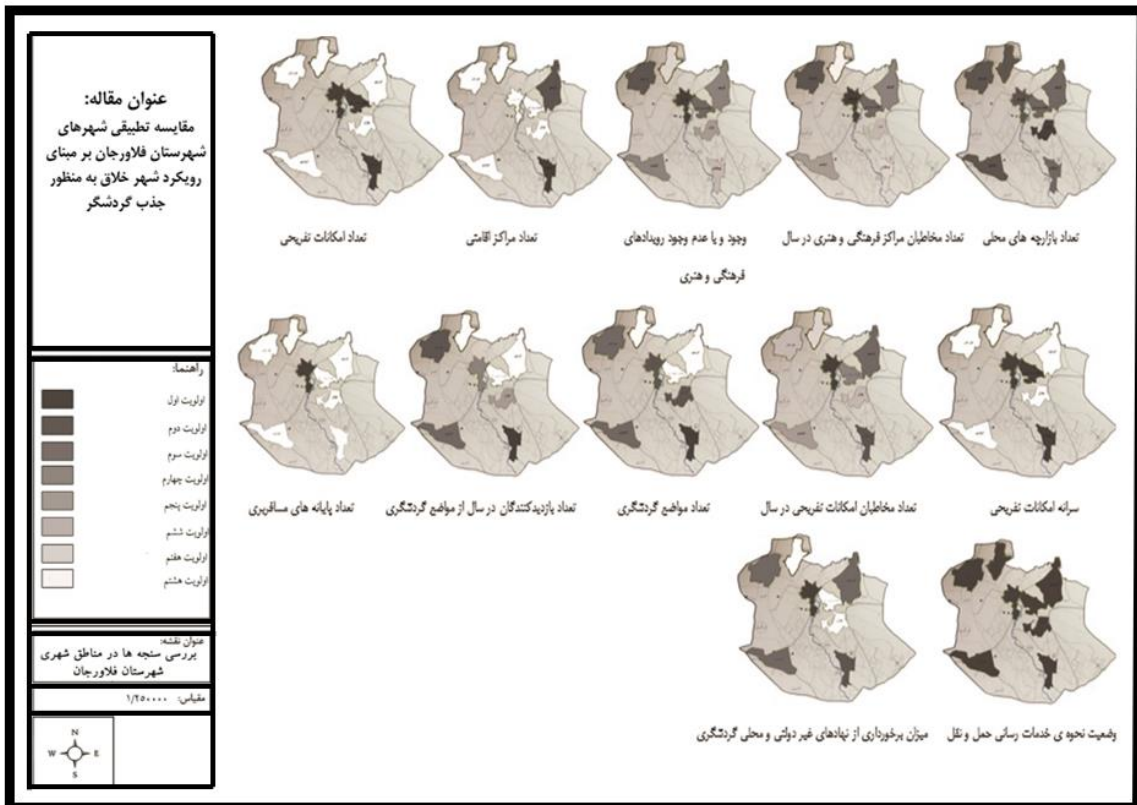 عنوان مقاله:
مقایسه تطبیقی شهرهای
شهرستان فلاورجان بر مبنای
رویکرد شهر خلاق به منظور
جذب گردشگر
راهنما:
اولویت اول
اولویت دوم
اولویت سوم
اولویت چهارم
اولویت پنجم
اولویت ششم
اولویت هفتم
اولویت هشتم
عنوان نقشه:
بررسی سنجه ها در مناطق شهری
شهرستان فلاورجان
مقیاس: ۱/۲۵۰۰۰۰
N
W E
S
تعداد بازارچه های محلی
تعداد مخاطبان مراکز فرهنگی و هنری در سال
وجود و یا عدم وجود رویدادهای
فرهنگی و هنری
تعداد مراکز اقامتی
تعداد امکانات تفریحی
سرانه امکانات تفریحی
تعداد مخاطبان امکانات تفریحی در سال
تعداد مواضع گردشگری
تعداد بازدیدکنندگان در سال از مواضع گردشگری
تعداد پایانه های مسافربری
وضعیت نحوه ی خدمات رسانی حمل و نقل
میزان برخورداری از نهادهای غیر دولتی و محلی گردشگری